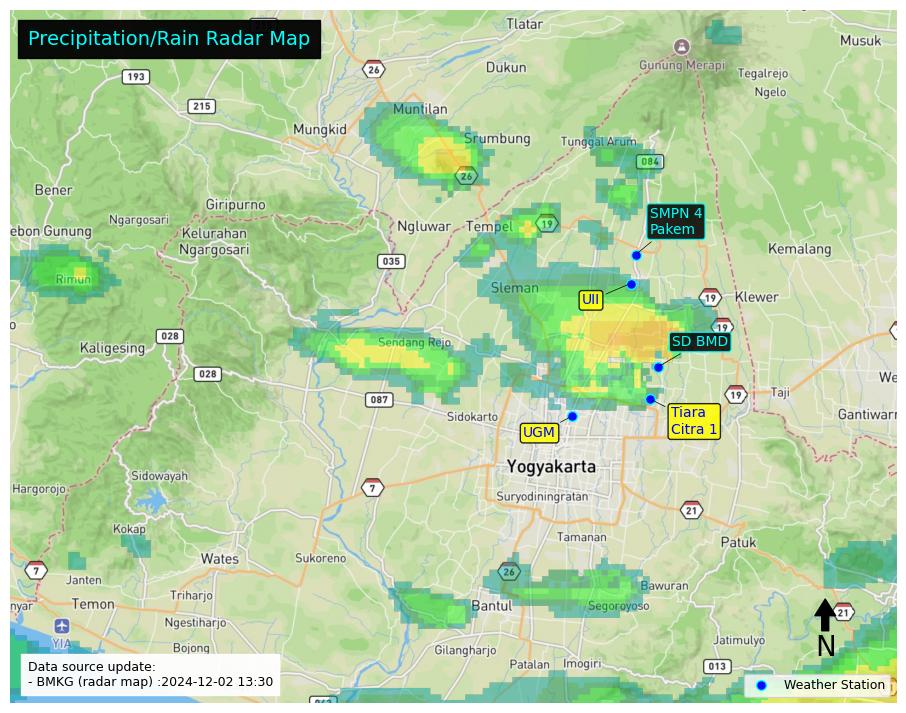 Precipitation/Rain Radar Map
Tlatar
Musuk
26
Dukun
Gunung Merapi
Tegalrejo
193
Ngelo
215
Muntilan
Mungkid
Srumbung
Tunggal Arum
084
26
Bener
Giripurno
SMPN 4
Pakem
Ngargosari
Ngluwar
Tempel
19
ebon Gunung
Kelurahan
Ngargosari
Kemalang
035
Rimun
Sleman
UII
19
Klewer
19
028
Sendang Rejo
SD BMD
Kaligesing
028
We
087
19
Taji
Sidokarto
Tiara
Citra 1
Gantiwarn
UGM
Yogyakarta
Sidowayah
Hargorojo
7
Suryodiningratan
21
Kokap
Tamanan
Patuk
Wates
Sukoreno
7
Janten
26
Bawuran
nyar
Temon
Triharjo
Bantul
Segoroyoso
21
Ngestiharjo
YIA
Jatimulyo
N
Bojong
Gilangharjo
Patalan
Imogiri
013
Data source update:
- BMKG (radar map) :2024-12-02 13:30
Weather Station